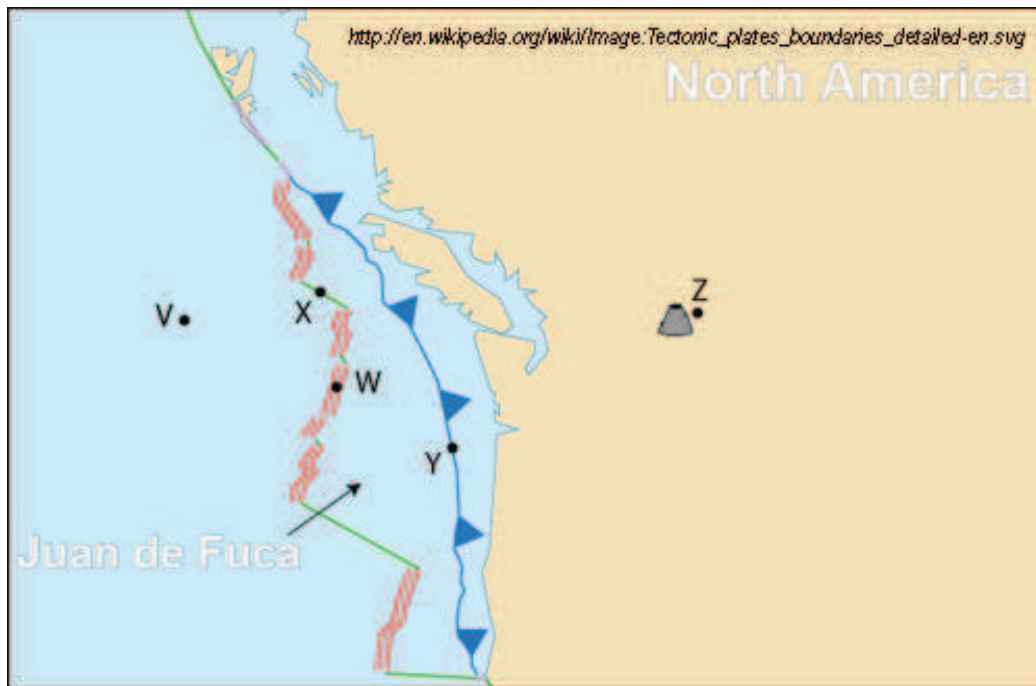 http://en.wikipedia.org/wiki/Image:Tectonic_plates_boundaries_detailed-en.svg
North America
Z
V
X
W
Y
Juan de Fuca